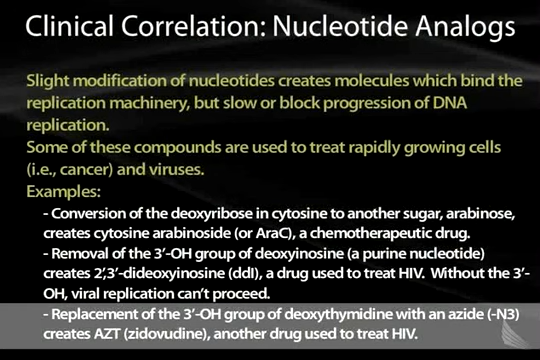 Clinical Correlation: Nucleotide Analogs
Slight modification of nucleotides creates molecules which bind the
replication machinery, but slow or block progression of DNA
replication.
Some of these compounds are used to treat rapidly growing cells
(i.e., cancer) and viruses.
Examples:
- Conversion of the deoxyribose in cytosine to another sugar, arabinose,
creates cytosine arabinoside (or AraC), a chemotherapeutic drug.
- Removal of the 3'-OH group of deoxyinosine (a purine nucleotide)
creates 2',3'-dideoxyinosine (ddI), a drug used to treat HIV. Without the 3'-
OH, viral replication can't proceed.
- Replacement of the 3'-OH group of deoxythymidine with an azide (-N3)
creates AZT (zidovudine), another drug used to treat HIV.